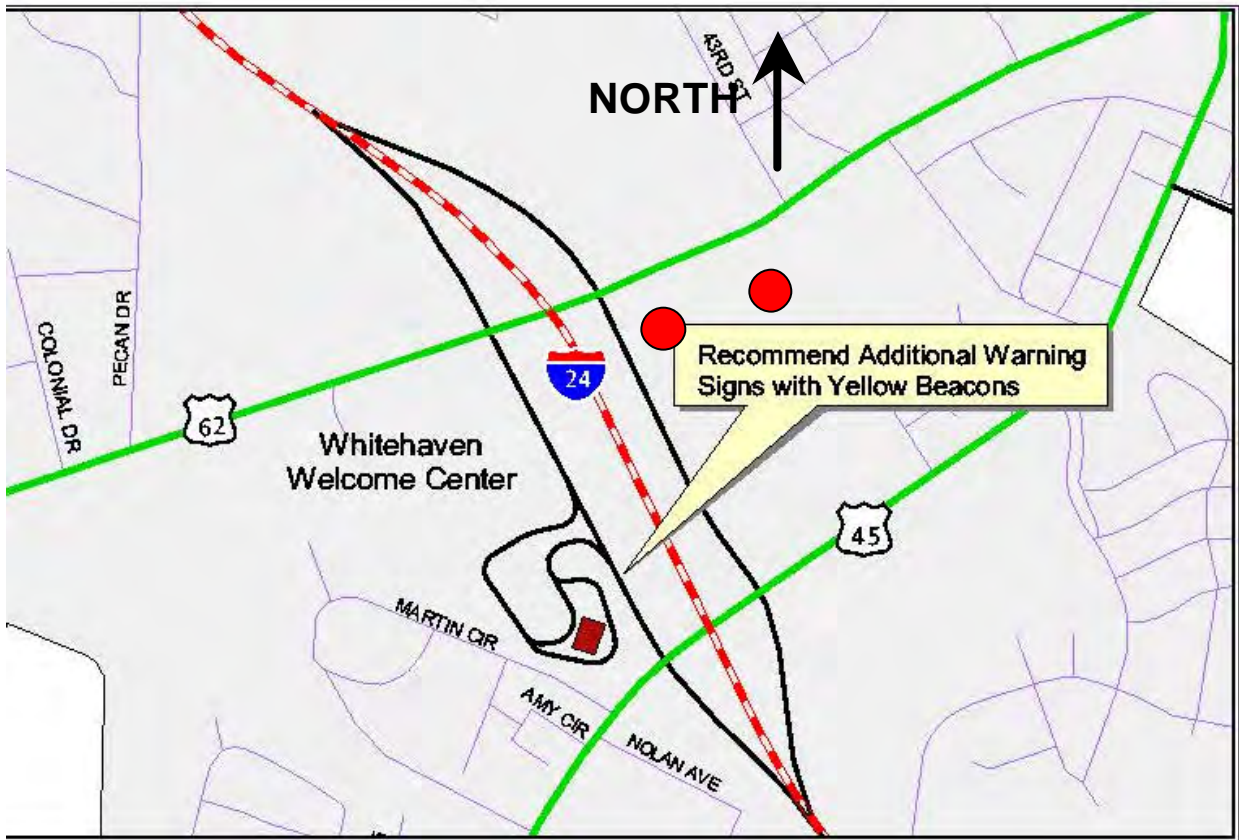 43RD ST
NORTH
PECAN DR
COLONIAL DR
24
Recommend Additional Warning
Signs with Yellow Beacons
62
Whitehaven
Welcome Center
45
MARTIN CIR
AMY CIR
NOLAN AVE